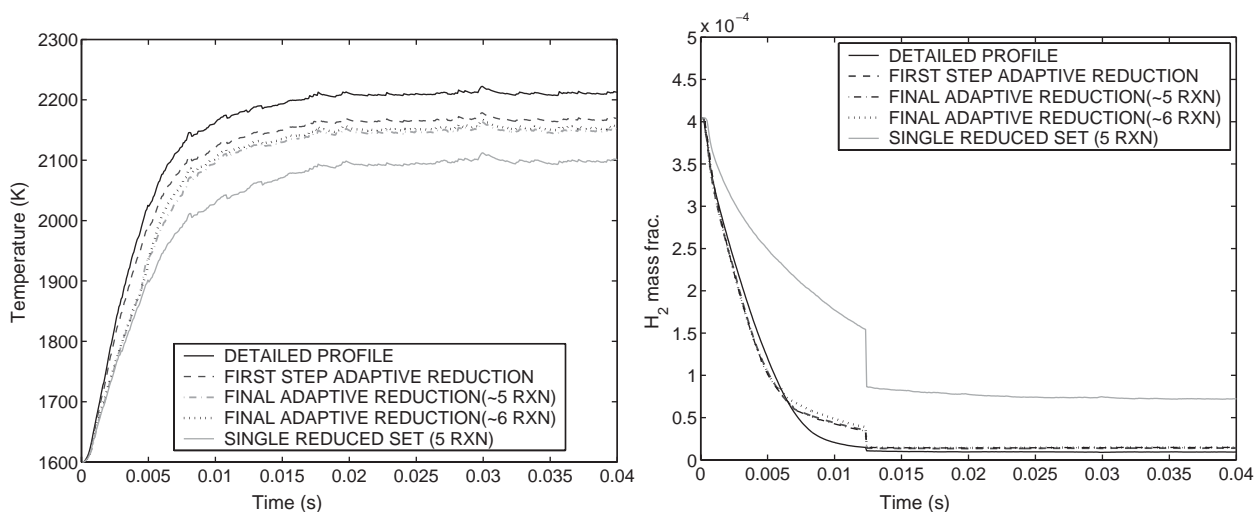 2300
2200
2100
2000
1900
1800
1700
1600
Temperature (K)
DETAILED PROFILE
FIRST STEP ADAPTIVE REDUCTION
FINAL ADAPTIVE REDUCTION(~5 RXN)
FINAL ADAPTIVE REDUCTION(~6 RXN)
SINGLE REDUCED SET (5 RXN)
0 0.005 0.01 0.015 0.02 0.025 0.03 0.035 0.04
Time (s)
x 10⁻⁴
5
4.5
4
3.5
3
2.5
2
1.5
1
0.5
0
H₂ mass frac.
DETAILED PROFILE
FIRST STEP ADAPTIVE REDUCTION
FINAL ADAPTIVE REDUCTION(~5 RXN)
FINAL ADAPTIVE REDUCTION(~6 RXN)
SINGLE REDUCED SET (5 RXN)
0 0.005 0.01 0.015 0.02 0.025 0.03 0.035 0.04
Time (s)